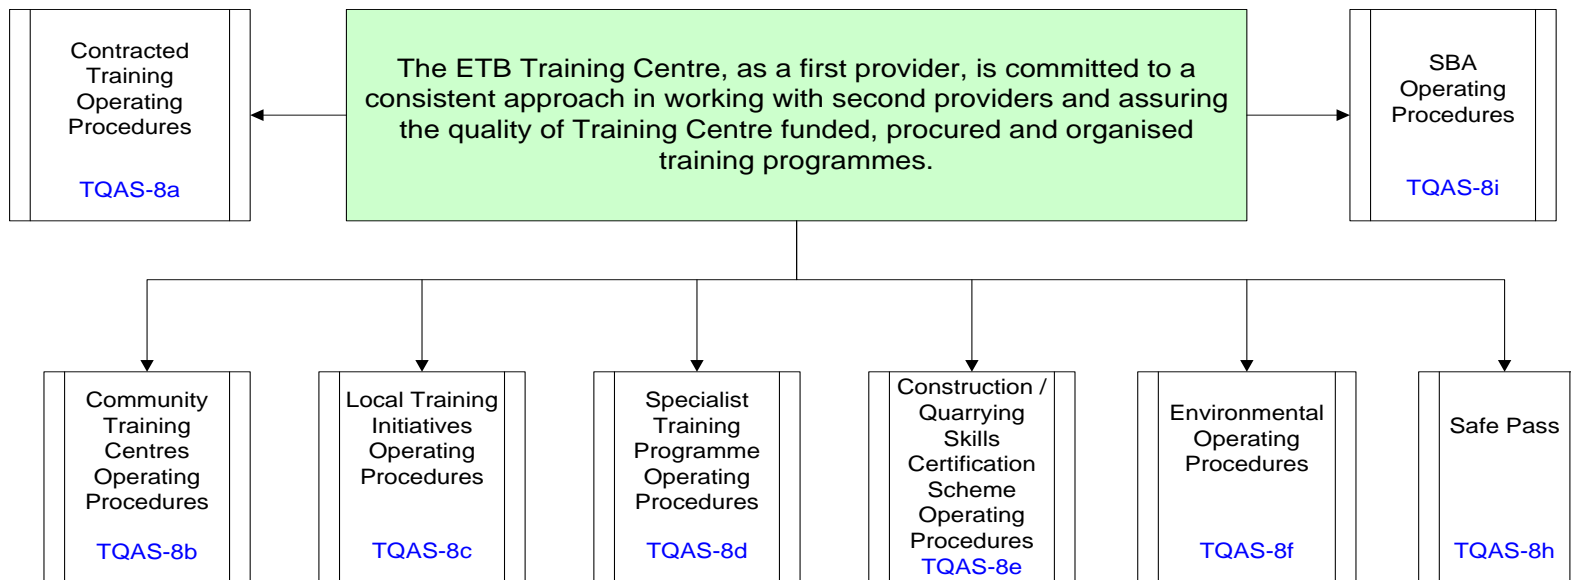 Contracted
Training
Operating
Procedures
TQAS-8a
The ETB Training Centre, as a first provider, is committed to a
consistent approach in working with second providers and assuring
the quality of Training Centre funded, procured and organised
training programmes.
SBA
Operating
Procedures
TQAS-8i
Community
Training
Centres
Operating
Procedures
TQAS-8b
Local Training
Initiatives
Operating
Procedures
TQAS-8c
Specialist
Training
Programme
Operating
Procedures
TQAS-8d
Construction /
Quarrying
Skills
Certification
Scheme
Operating
Procedures
TQAS-8e
Environmental
Operating
Procedures
TQAS-8f
Safe Pass
TQAS-8h